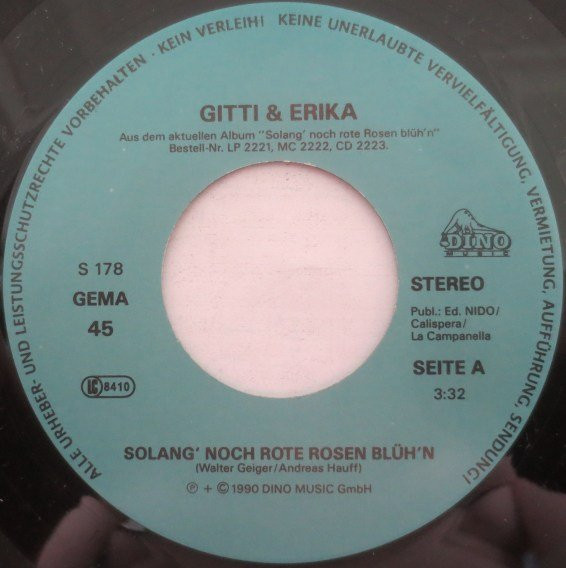 ALLE URHEBER- UND LEISTUNGSSCHUTZRECHTE VORBEHALTEN - KEIN VERLEIH! KEINE UNERLAUBTE VERVIELFÄLTIGUNG, VERMIETUNG, AUFFÜHRUNG, SENDUNG!
GITTI & ERIKA
Aus dem aktuellen Album "Solang' noch rote Rosen blüh'n"
Bestell-Nr. LP 2221, MC 2222, CD 2223.
DINO
MUSIC
S 178
GEMA
45
LC 8410
STEREO
Publ.: Ed. NIDO/
Calispera/
La Campanella
SEITE A
3:32
SOLANG' NOCH ROTE ROSEN BLÜH'N
(Walter Geiger/Andreas Hauff)
℗ + © 1990 DINO MUSIC GmbH